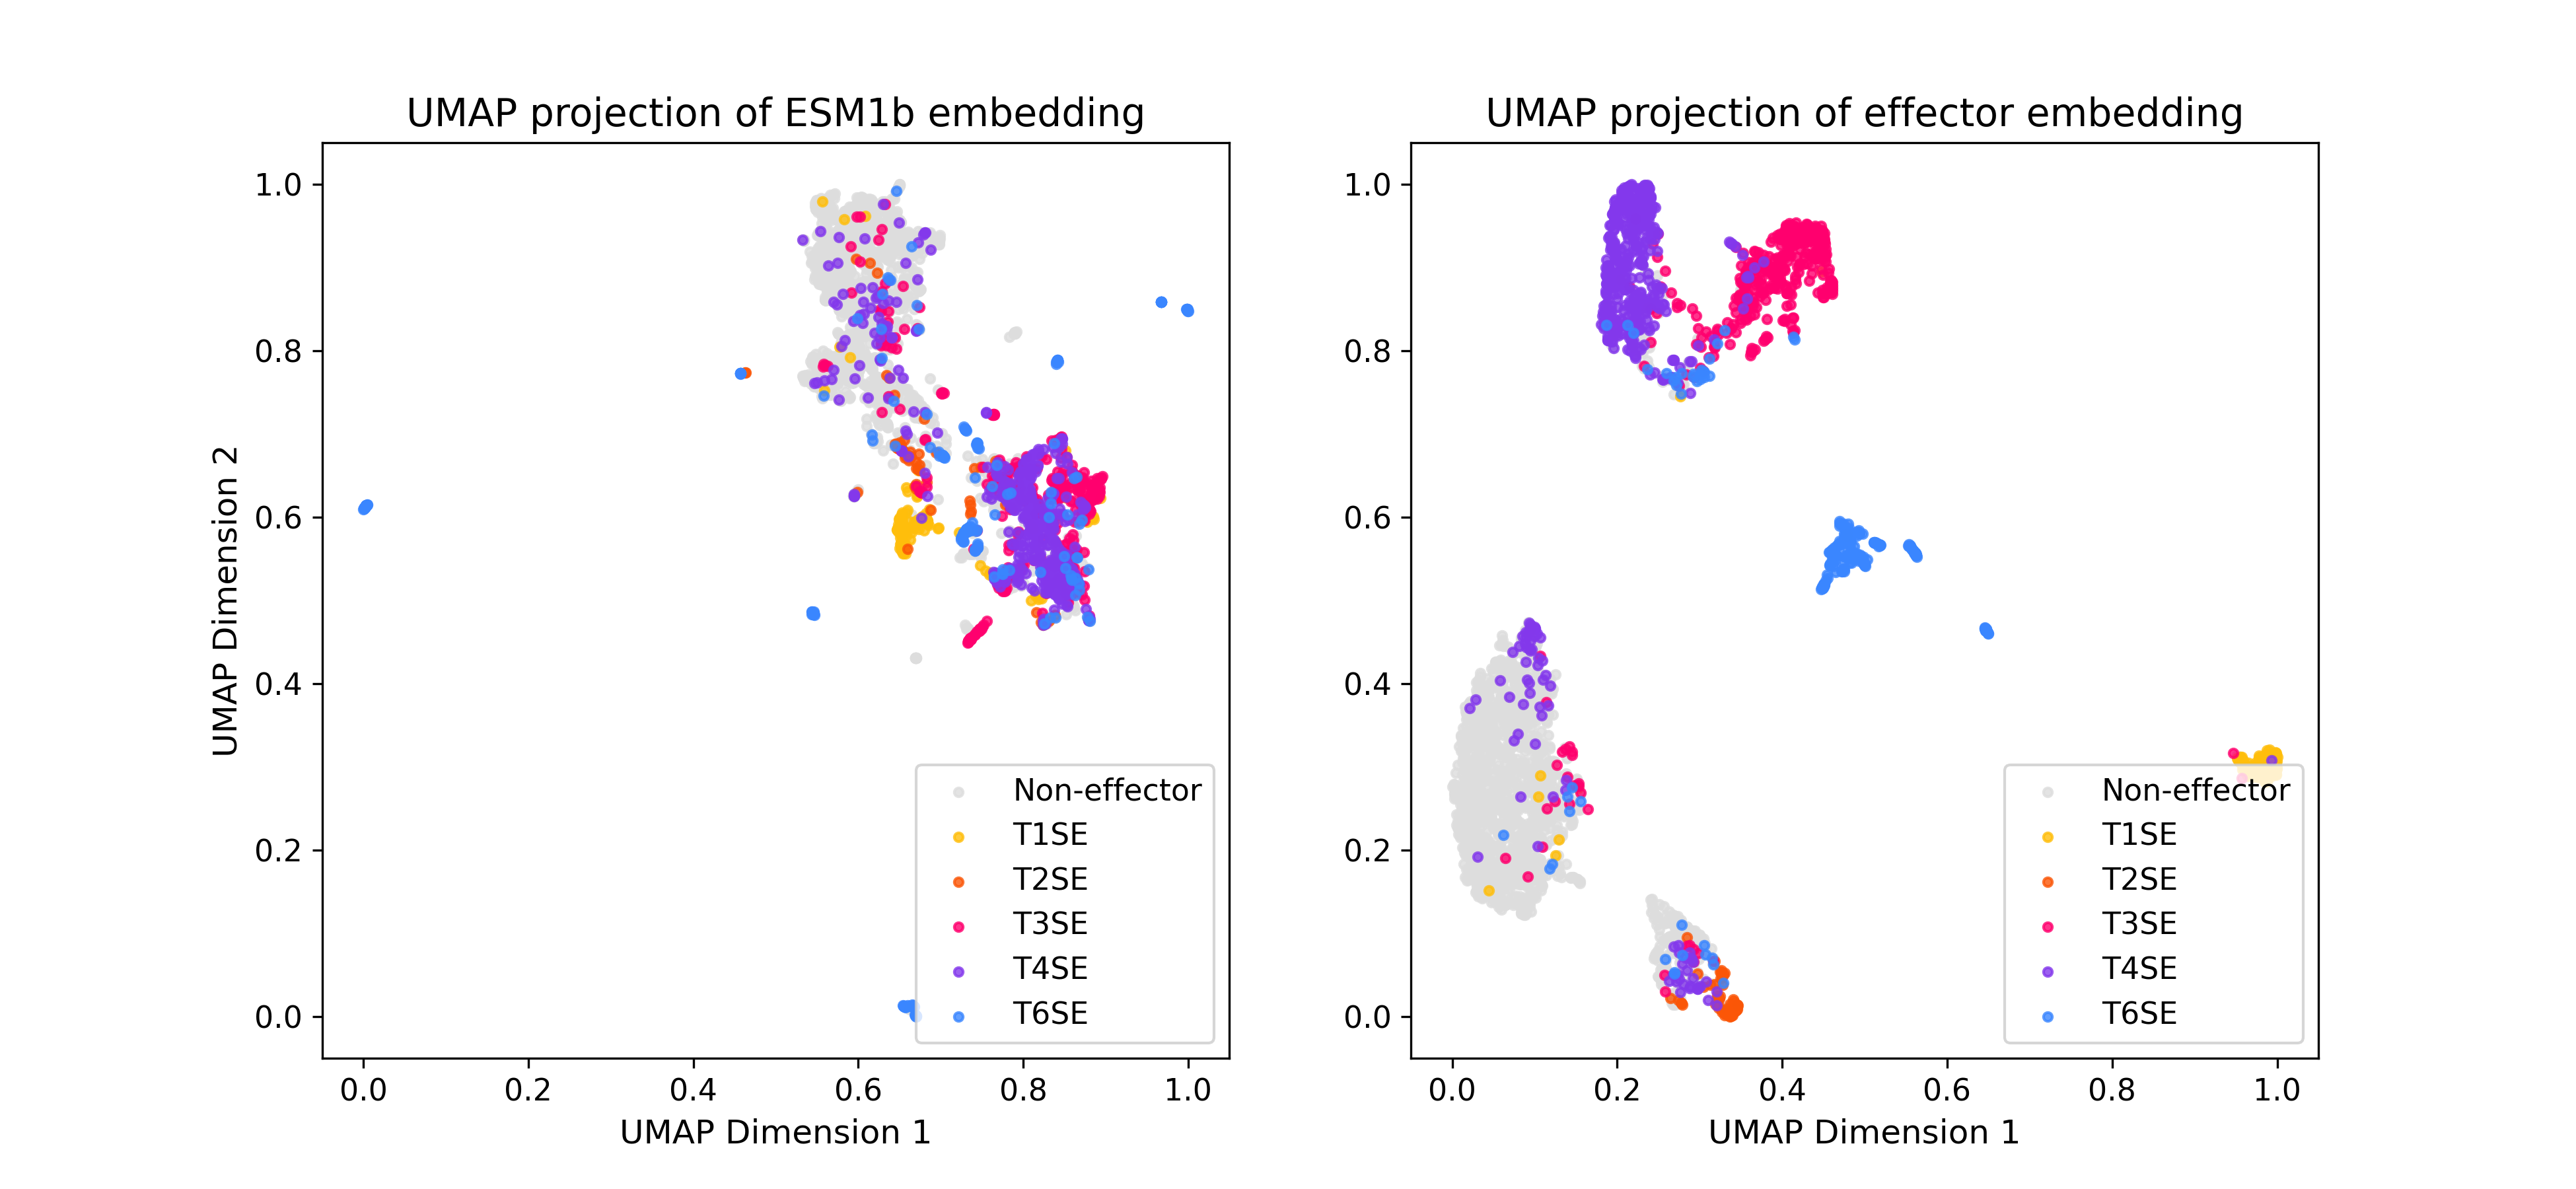 UMAP projection of ESM1b embedding
1.0
0.8
0.6
0.4
0.2
0.0
UMAP Dimension 2
0.0 0.2 0.4 0.6 0.8 1.0
UMAP Dimension 1
Non-effector
T1SE
T2SE
T3SE
T4SE
T6SE
UMAP projection of effector embedding
1.0
0.8
0.6
0.4
0.2
0.0
0.0 0.2 0.4 0.6 0.8 1.0
UMAP Dimension 1
Non-effector
T1SE
T2SE
T3SE
T4SE
T6SE